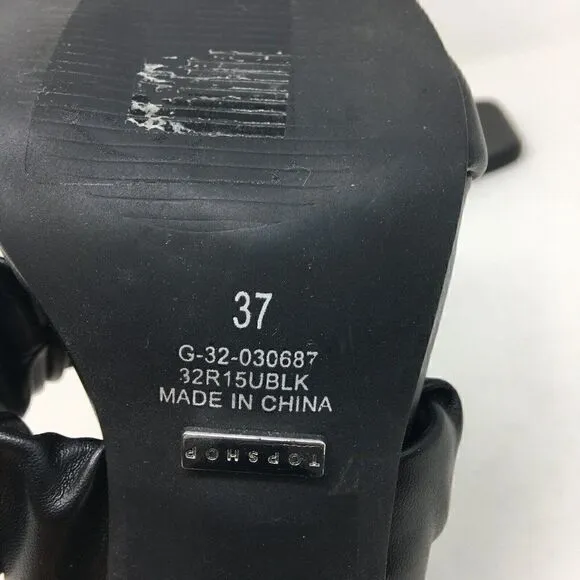 37
G-32-030687
32R15UBLK
MADE IN CHINA
TOPSHOP